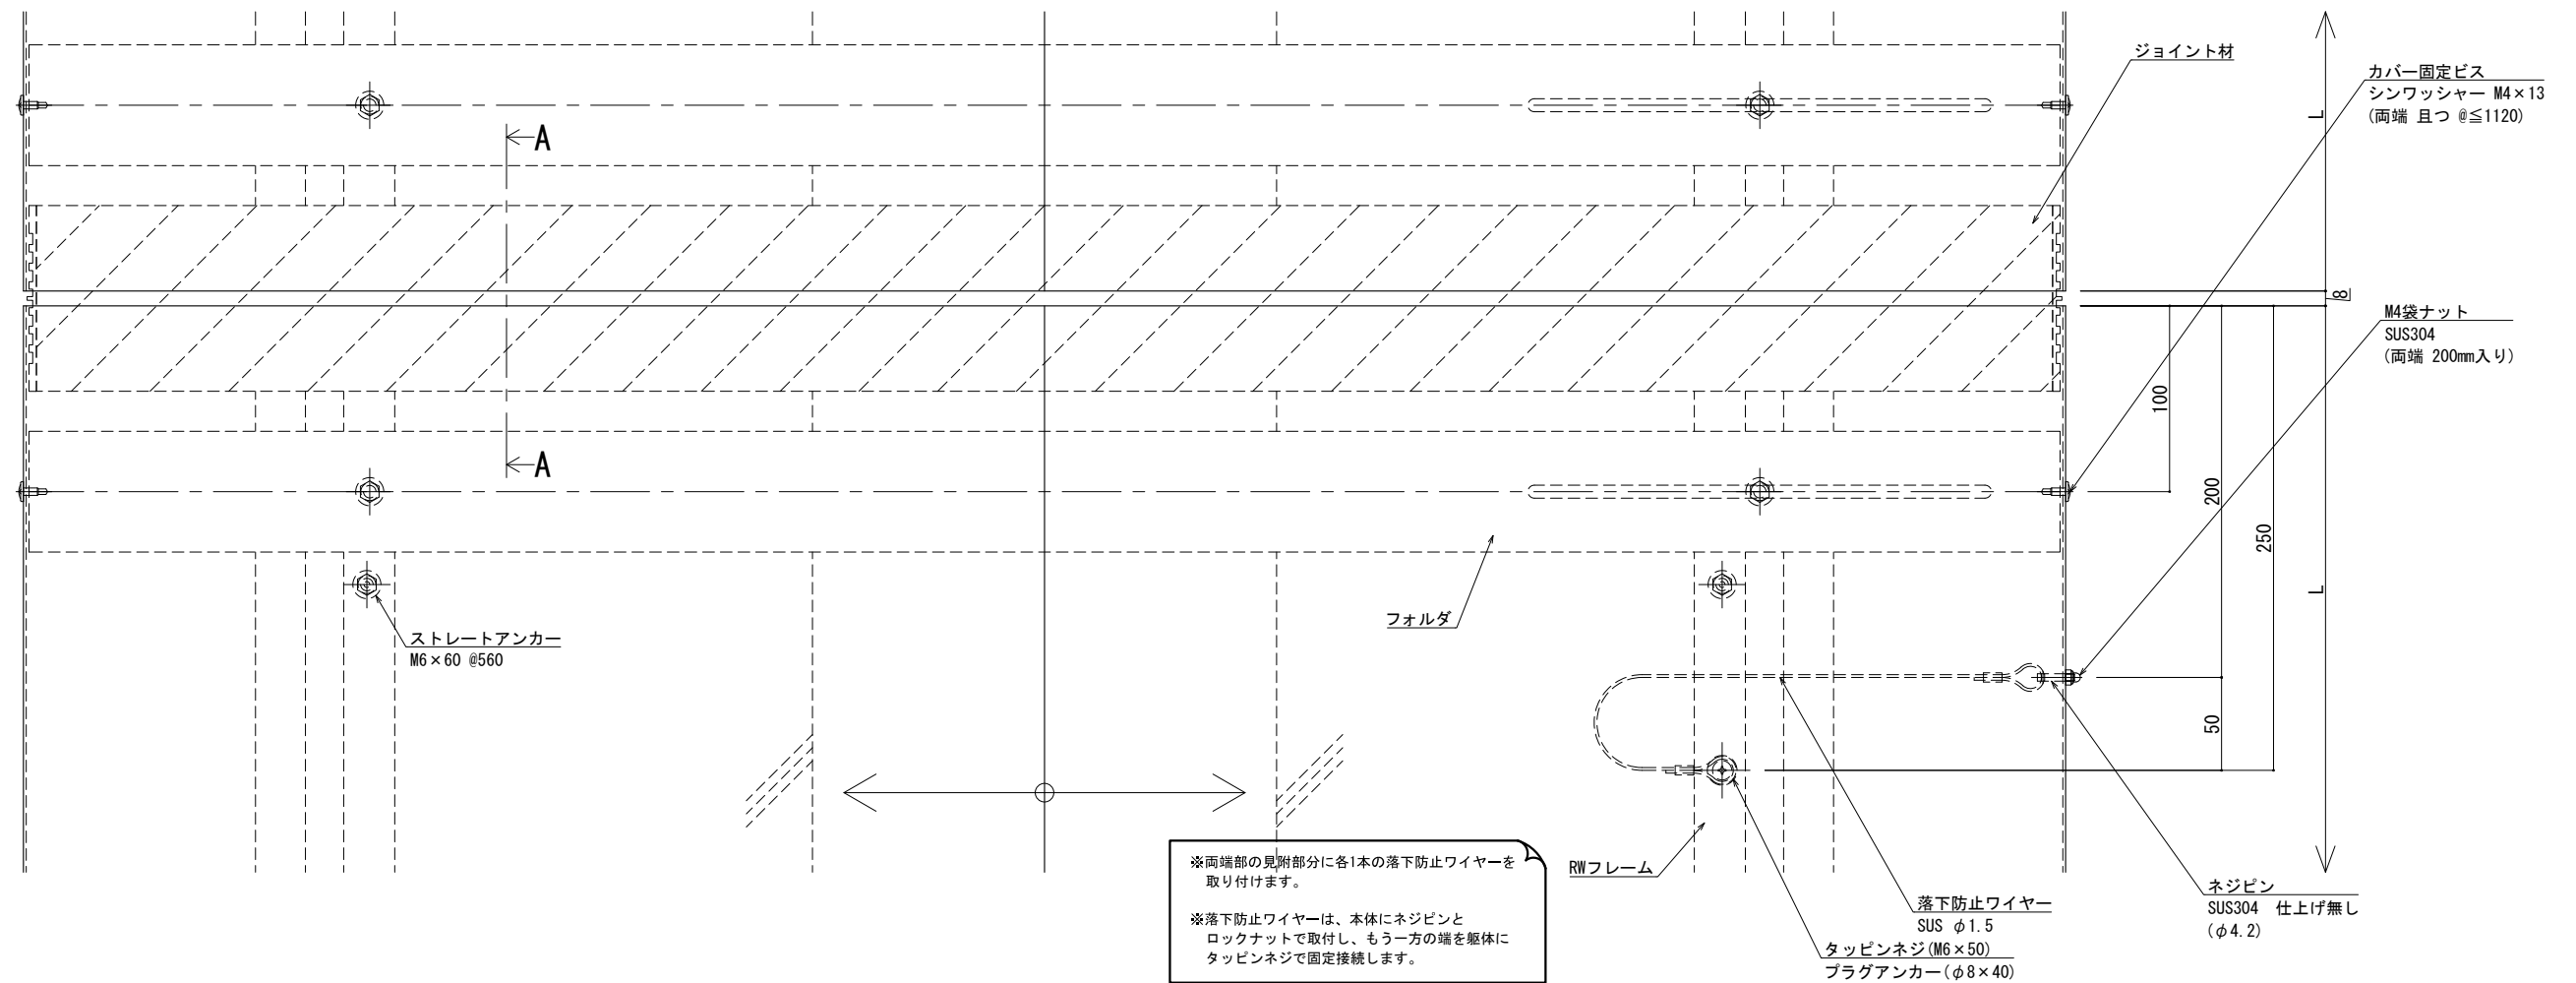 ジョイント材
カバー固定ビス
シンワッシャー M4×13
(両端 且つ @≦1120)
L
A
8
M4袋ナット
SUS304
(両端 200mm入り)
100
A
200
250
L
フォルダ
ストレートアンカー
M6×60 @560
50
※両端部の見附部分に各1本の落下防止ワイヤーを
取り付けます。
※落下防止ワイヤーは、本体にネジピンと
ロックナットで取付し、もう一方の端を躯体に
タッピンネジで固定接続します。
RWフレーム
落下防止ワイヤー
SUS φ1.5
タッピンネジ(M6×50)
プラグアンカー(φ8×40)
ネジピン
SUS304 仕上げ無し
(φ4.2)